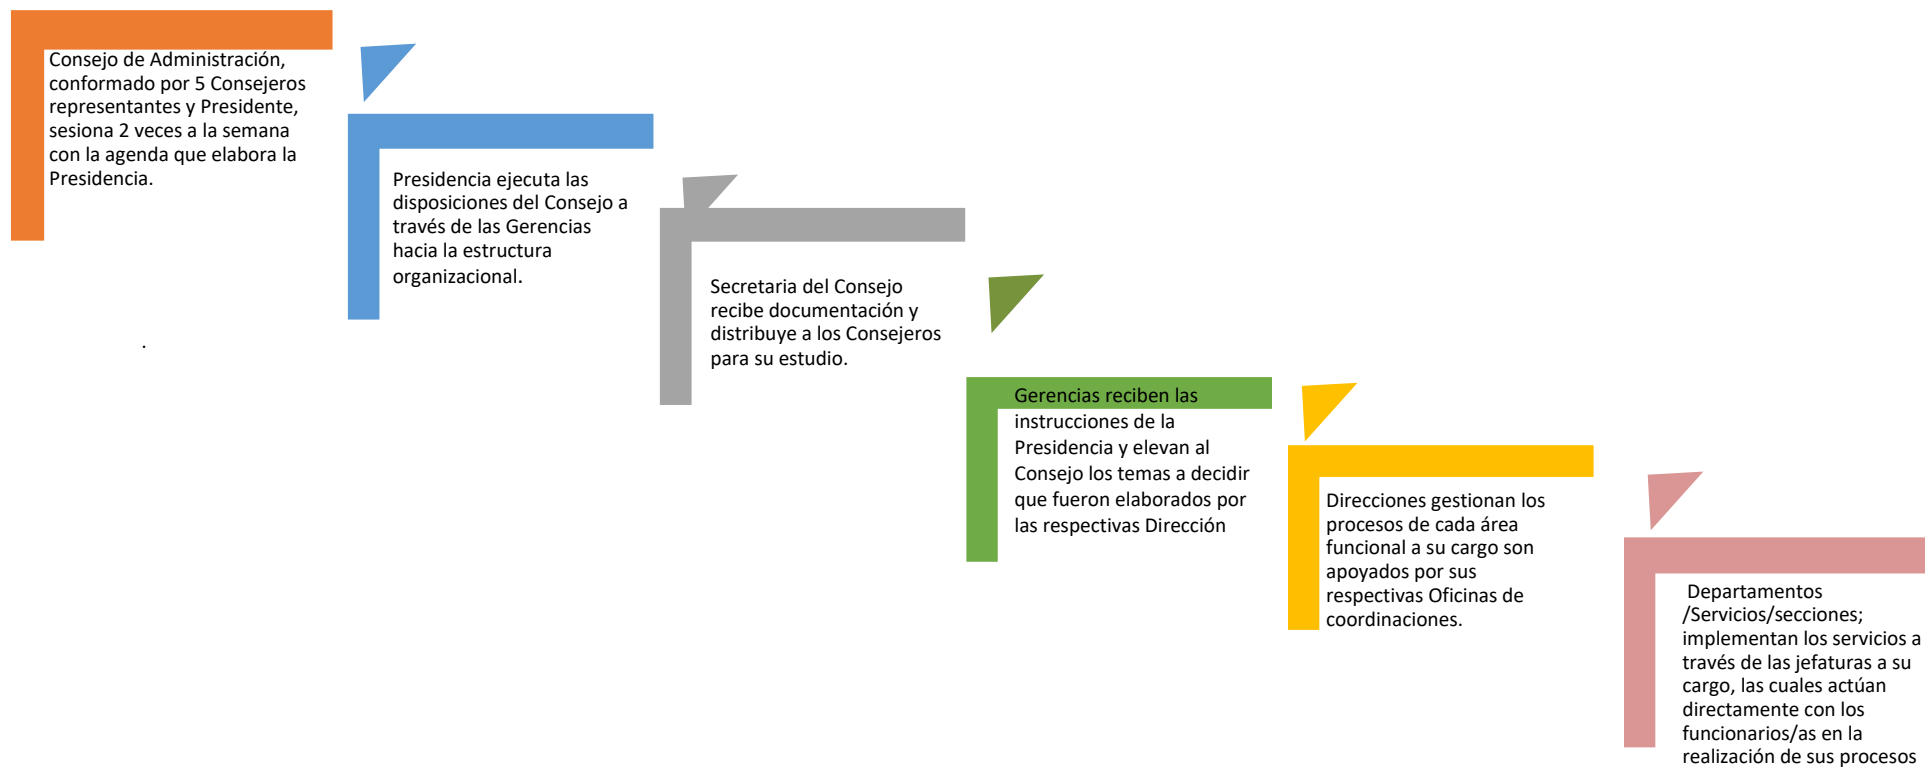 Consejo de Administración,
conformado por 5 Consejeros
representantes y Presidente,
sesiona 2 veces a la semana
con la agenda que elabora la
Presidencia.
.
Presidencia ejecuta las
disposiciones del Consejo a
través de las Gerencias
hacia la estructura
organizacional.
Secretaria del Consejo
recibe documentación y
distribuye a los Consejeros
para su estudio.
Gerencias reciben las
instrucciones de la
Presidencia y elevan al
Consejo los temas a decidir
que fueron elaborados por
las respectivas Dirección
Direcciones gestionan los
procesos de cada área
funcional a su cargo son
apoyados por sus
respectivas Oficinas de
coordinaciones.
Departamentos
/Servicios/secciones;
implementan los servicios a
través de las jefaturas a su
cargo, las cuales actúan
directamente con los
funcionarios/as en la
realización de sus procesos